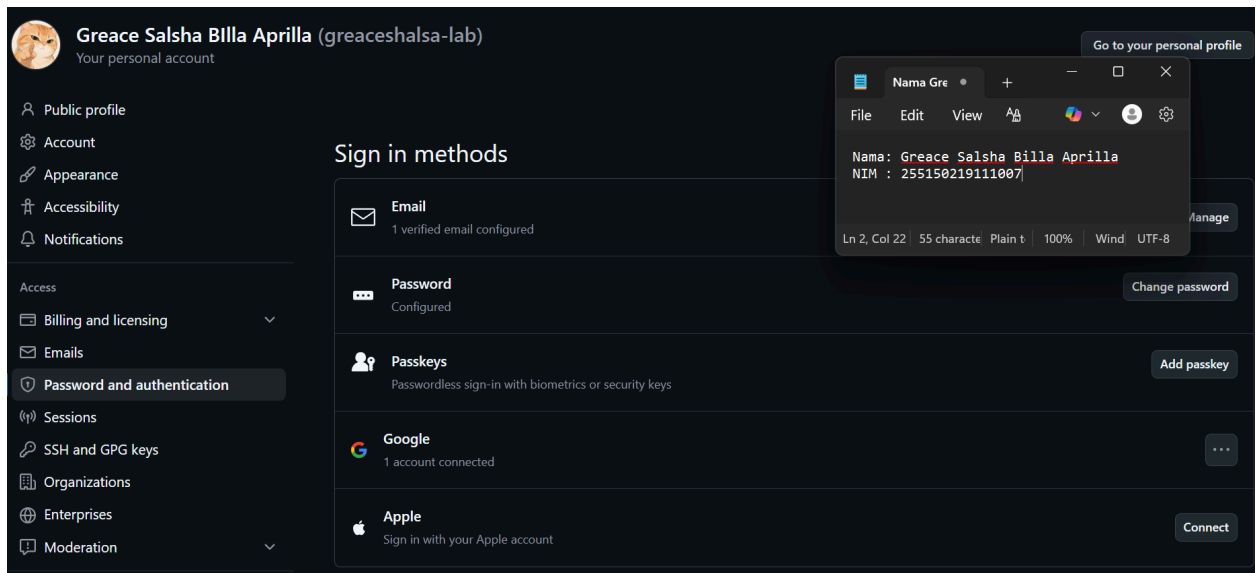 Greace Salsha BIlla Aprilla (greaceshalsa-lab)
Your personal account
Go to your personal profile
Public profile
Account
Appearance
Accessibility
Notifications
Access
Billing and licensing
Emails
Password and authentication
Sessions
SSH and GPG keys
Organizations
Enterprises
Moderation
Sign in methods
Email
1 verified email configured
Manage
Password
Configured
Change password
Passkeys
Passwordless sign-in with biometrics or security keys
Add passkey
Google
1 account connected
Apple
Sign in with your Apple account
Connect
Nama Gre
File Edit View
Nama: Greace Salsha Billa Aprilla
NIM : 255150219111007
Ln 2, Col 22 55 characte Plain t 100% Wind UTF-8